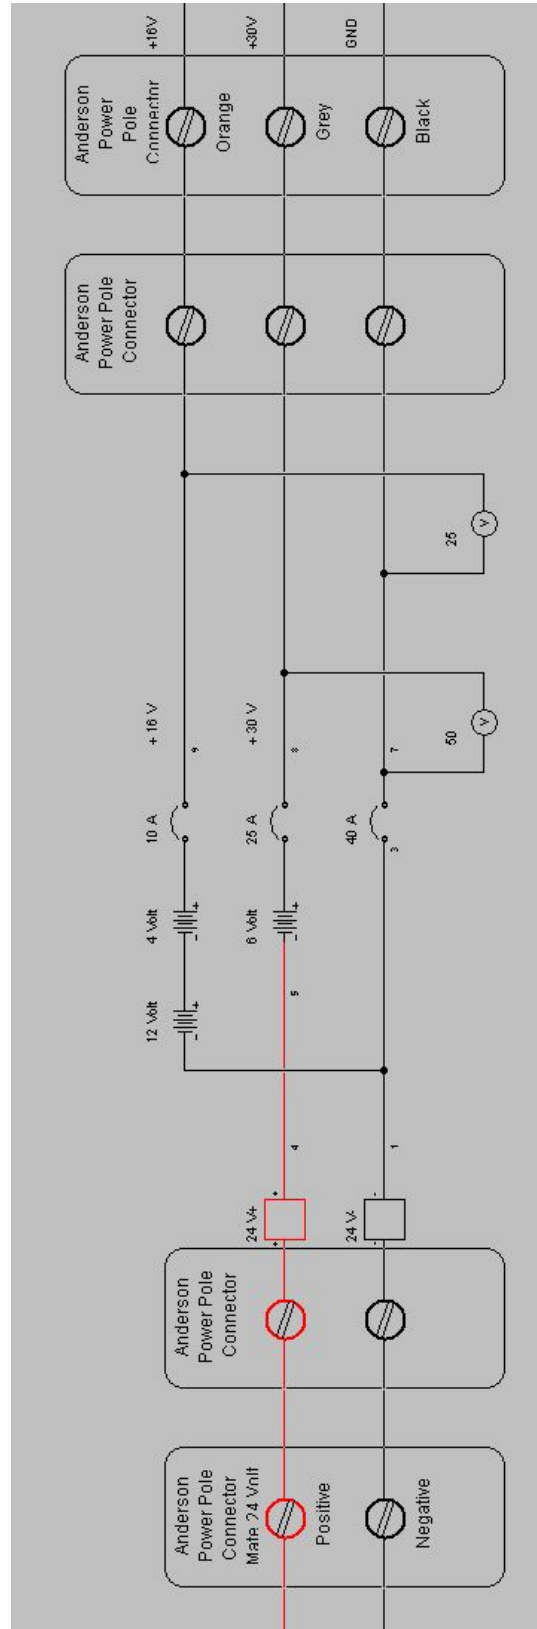 +16V
+30V
GND
Anderson
Power
Pole
Connector
Orange
Grey
Black
Anderson
Power Pole
Connector
25
V
50
V
+ 16 V
9
+ 30 V
8
7
10 A
25 A
40 A
3
4 Volt
- +
6 Volt
- +
5
12 Volt
- +
4
1
24 V+
+ +
24 V-
- -
Anderson
Power Pole
Connector
Anderson
Power Pole
Connector
Mate 24 Volt
Positive
Negative